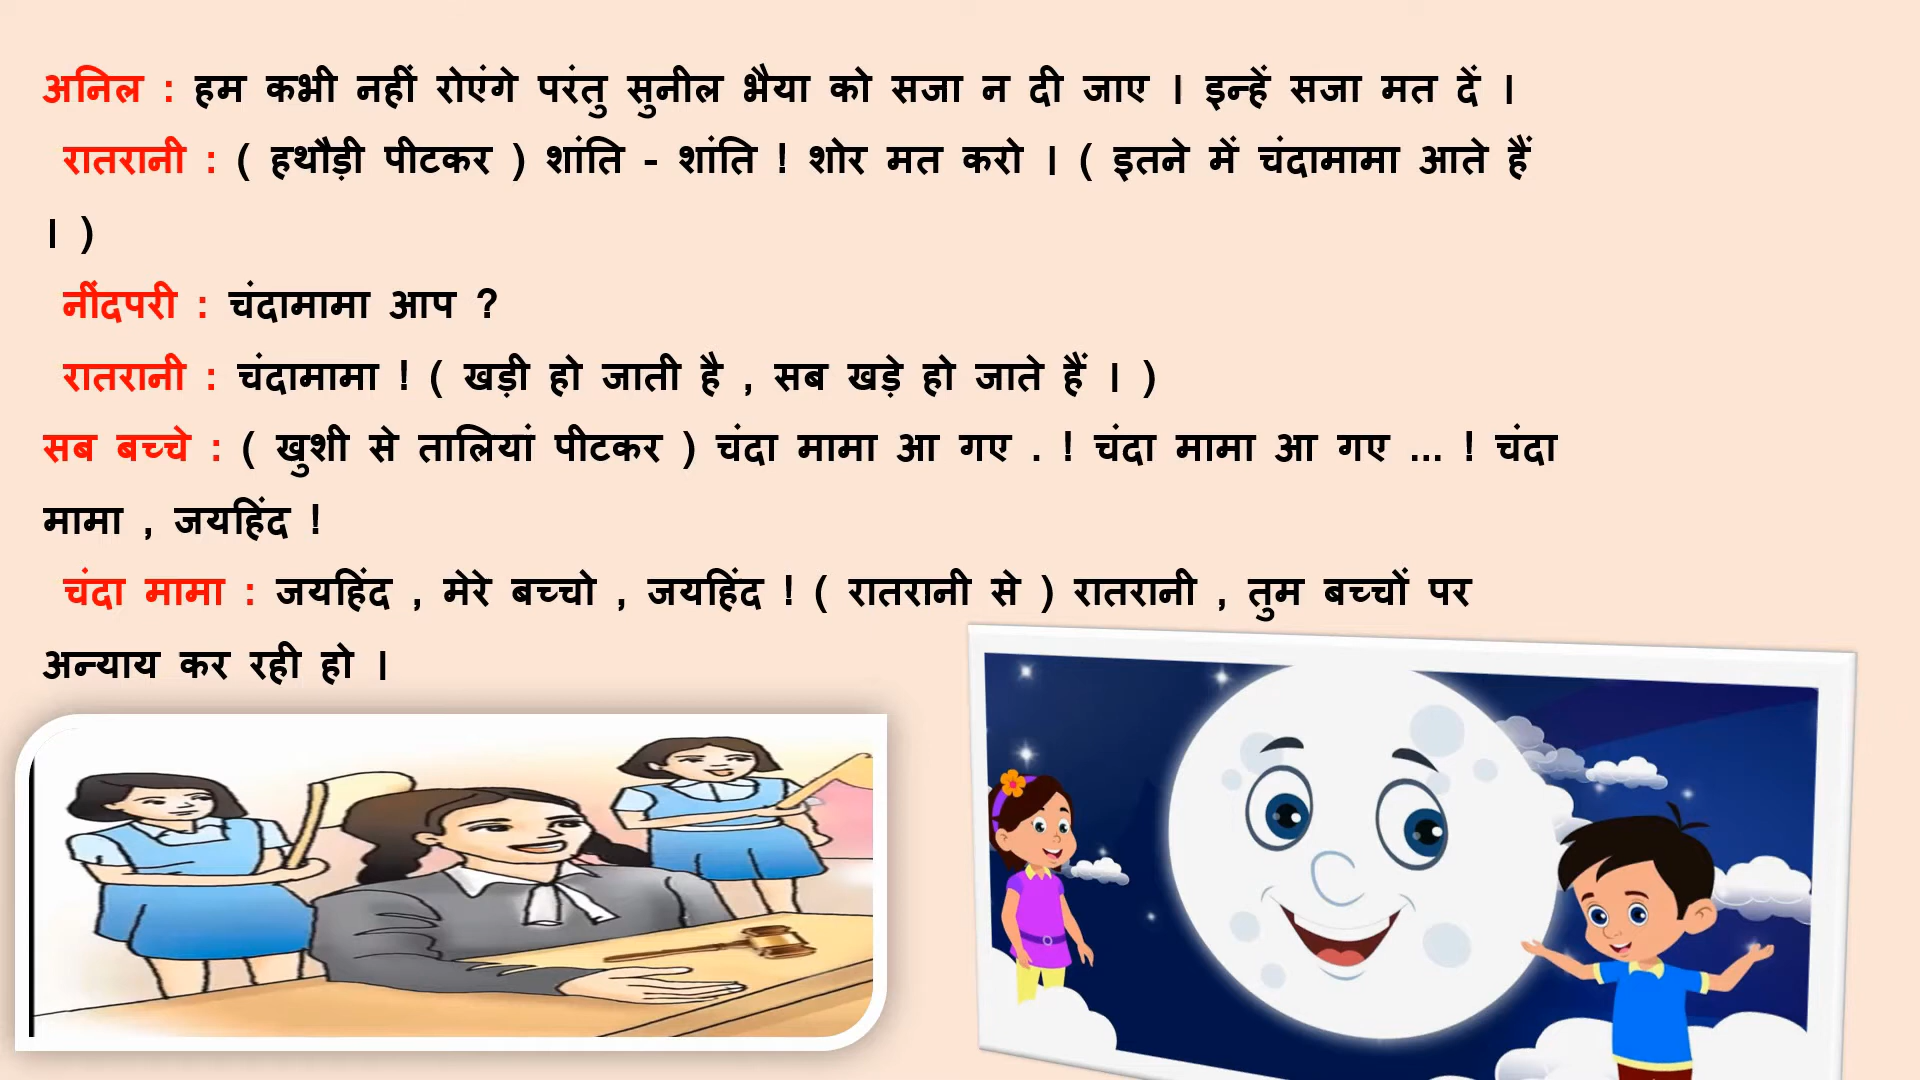 अनिल : हम कभी नहीं रोएंगे परंतु सुनील भैया को सजा न दी जाए । इन्हें सजा मत दें ।
रातरानी : ( हथौड़ी पीटकर ) शांति - शांति ! शोर मत करो । ( इतने में चंदामामा आते हैं
। )
नींदपरी : चंदामामा आप ?
रातरानी : चंदामामा ! ( खड़ी हो जाती है , सब खड़े हो जाते हैं । )
सब बच्चे : ( खुशी से तालियां पीटकर ) चंदा मामा आ गए . ! चंदा मामा आ गए ... ! चंदा
मामा , जयहिंद !
चंदा मामा : जयहिंद , मेरे बच्चो , जयहिंद ! ( रातरानी से ) रातरानी , तुम बच्चों पर
अन्याय कर रही हो ।